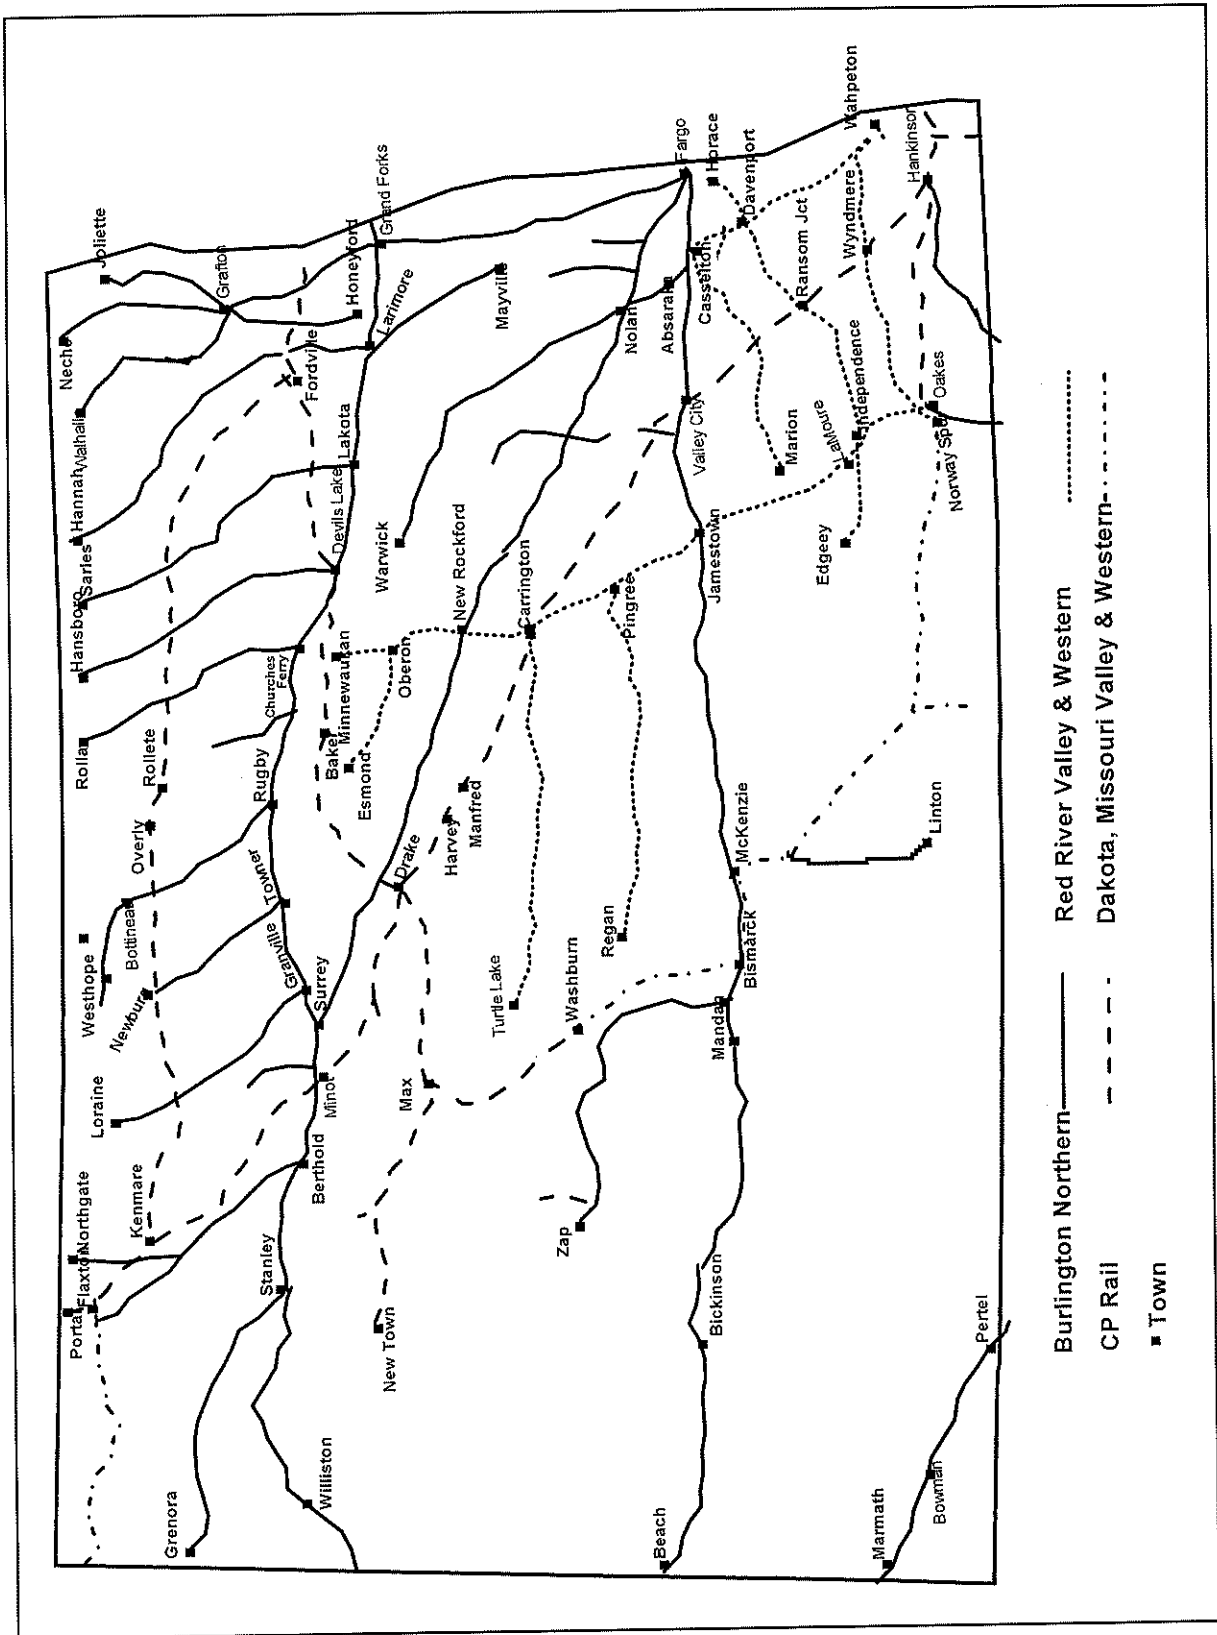 Portal
Flaxton
Northgate
Kenmare
Loraine
Westhope
Newburg
Bottineau
Overly
Rollete
Rolla
Hansboro
Sarles
Hannah
Walhalla
Neche
Joliette
Grafton
Grenora
Williston
Stanley
Berthold
Minot
Surrey
Granville
Towner
Rugby
Churches
Ferry
Devils Lake
Lakota
Fordville
Larimore
Honeyford
Grand Forks
New Town
Max
Drake
Harvey
Manfred
Baker
Esmond
Minnewaukan
Oberon
Warwick
New Rockford
Carrington
Mayville
Zap
Washburn
Turtle Lake
Regan
Pingree
Nolan
Absaraka
Casselton
Fargo
Horace
Davenport
Beach
Bickinson
Mandan
Bismarck
McKenzie
Jamestown
Valley City
Marion
Ransom Jct
Wyndmere
Wahpeton
Hankinson
Edgeey
LaMoure
Independence
Norway Spur
Oakes
Linton
Marmath
Bowman
Pertel
Burlington Northern
Red River Valley & Western
CP Rail
Dakota, Missouri Valley & Western
Town